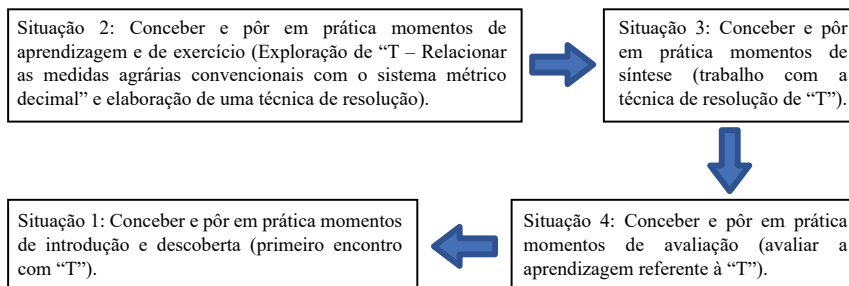 Situação 2: Conceber e pôr em prática momentos de
aprendizagem e de exercício (Exploração de “T – Relacionar
as medidas agrárias convencionais com o sistema métrico
decimal” e elaboração de uma técnica de resolução).
Situação 3: Conceber e pôr
em prática momentos de
síntese (trabalho com a
técnica de resolução de “T”).
Situação 1: Conceber e pôr em prática momentos
de introdução e descoberta (primeiro encontro
com “T”).
Situação 4: Conceber e pôr em prática
momentos de avaliação (avaliar a
aprendizagem referente à “T”).